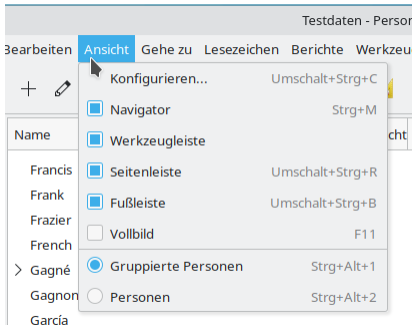 Testdaten - Person
Bearbeiten Ansicht Gehe zu Lesezeichen Berichte Werkzeu
Konfigurieren... Umschalt+Strg+C
Navigator Strg+M
Werkzeugleiste
Name cht
Seitenleiste Umschalt+Strg+R
Francis
Fußleiste Umschalt+Strg+B
Frank
Vollbild F11
Frazier
French
Gruppierte Personen Strg+Alt+1
Gagné
Personen Strg+Alt+2
Gagnon
García